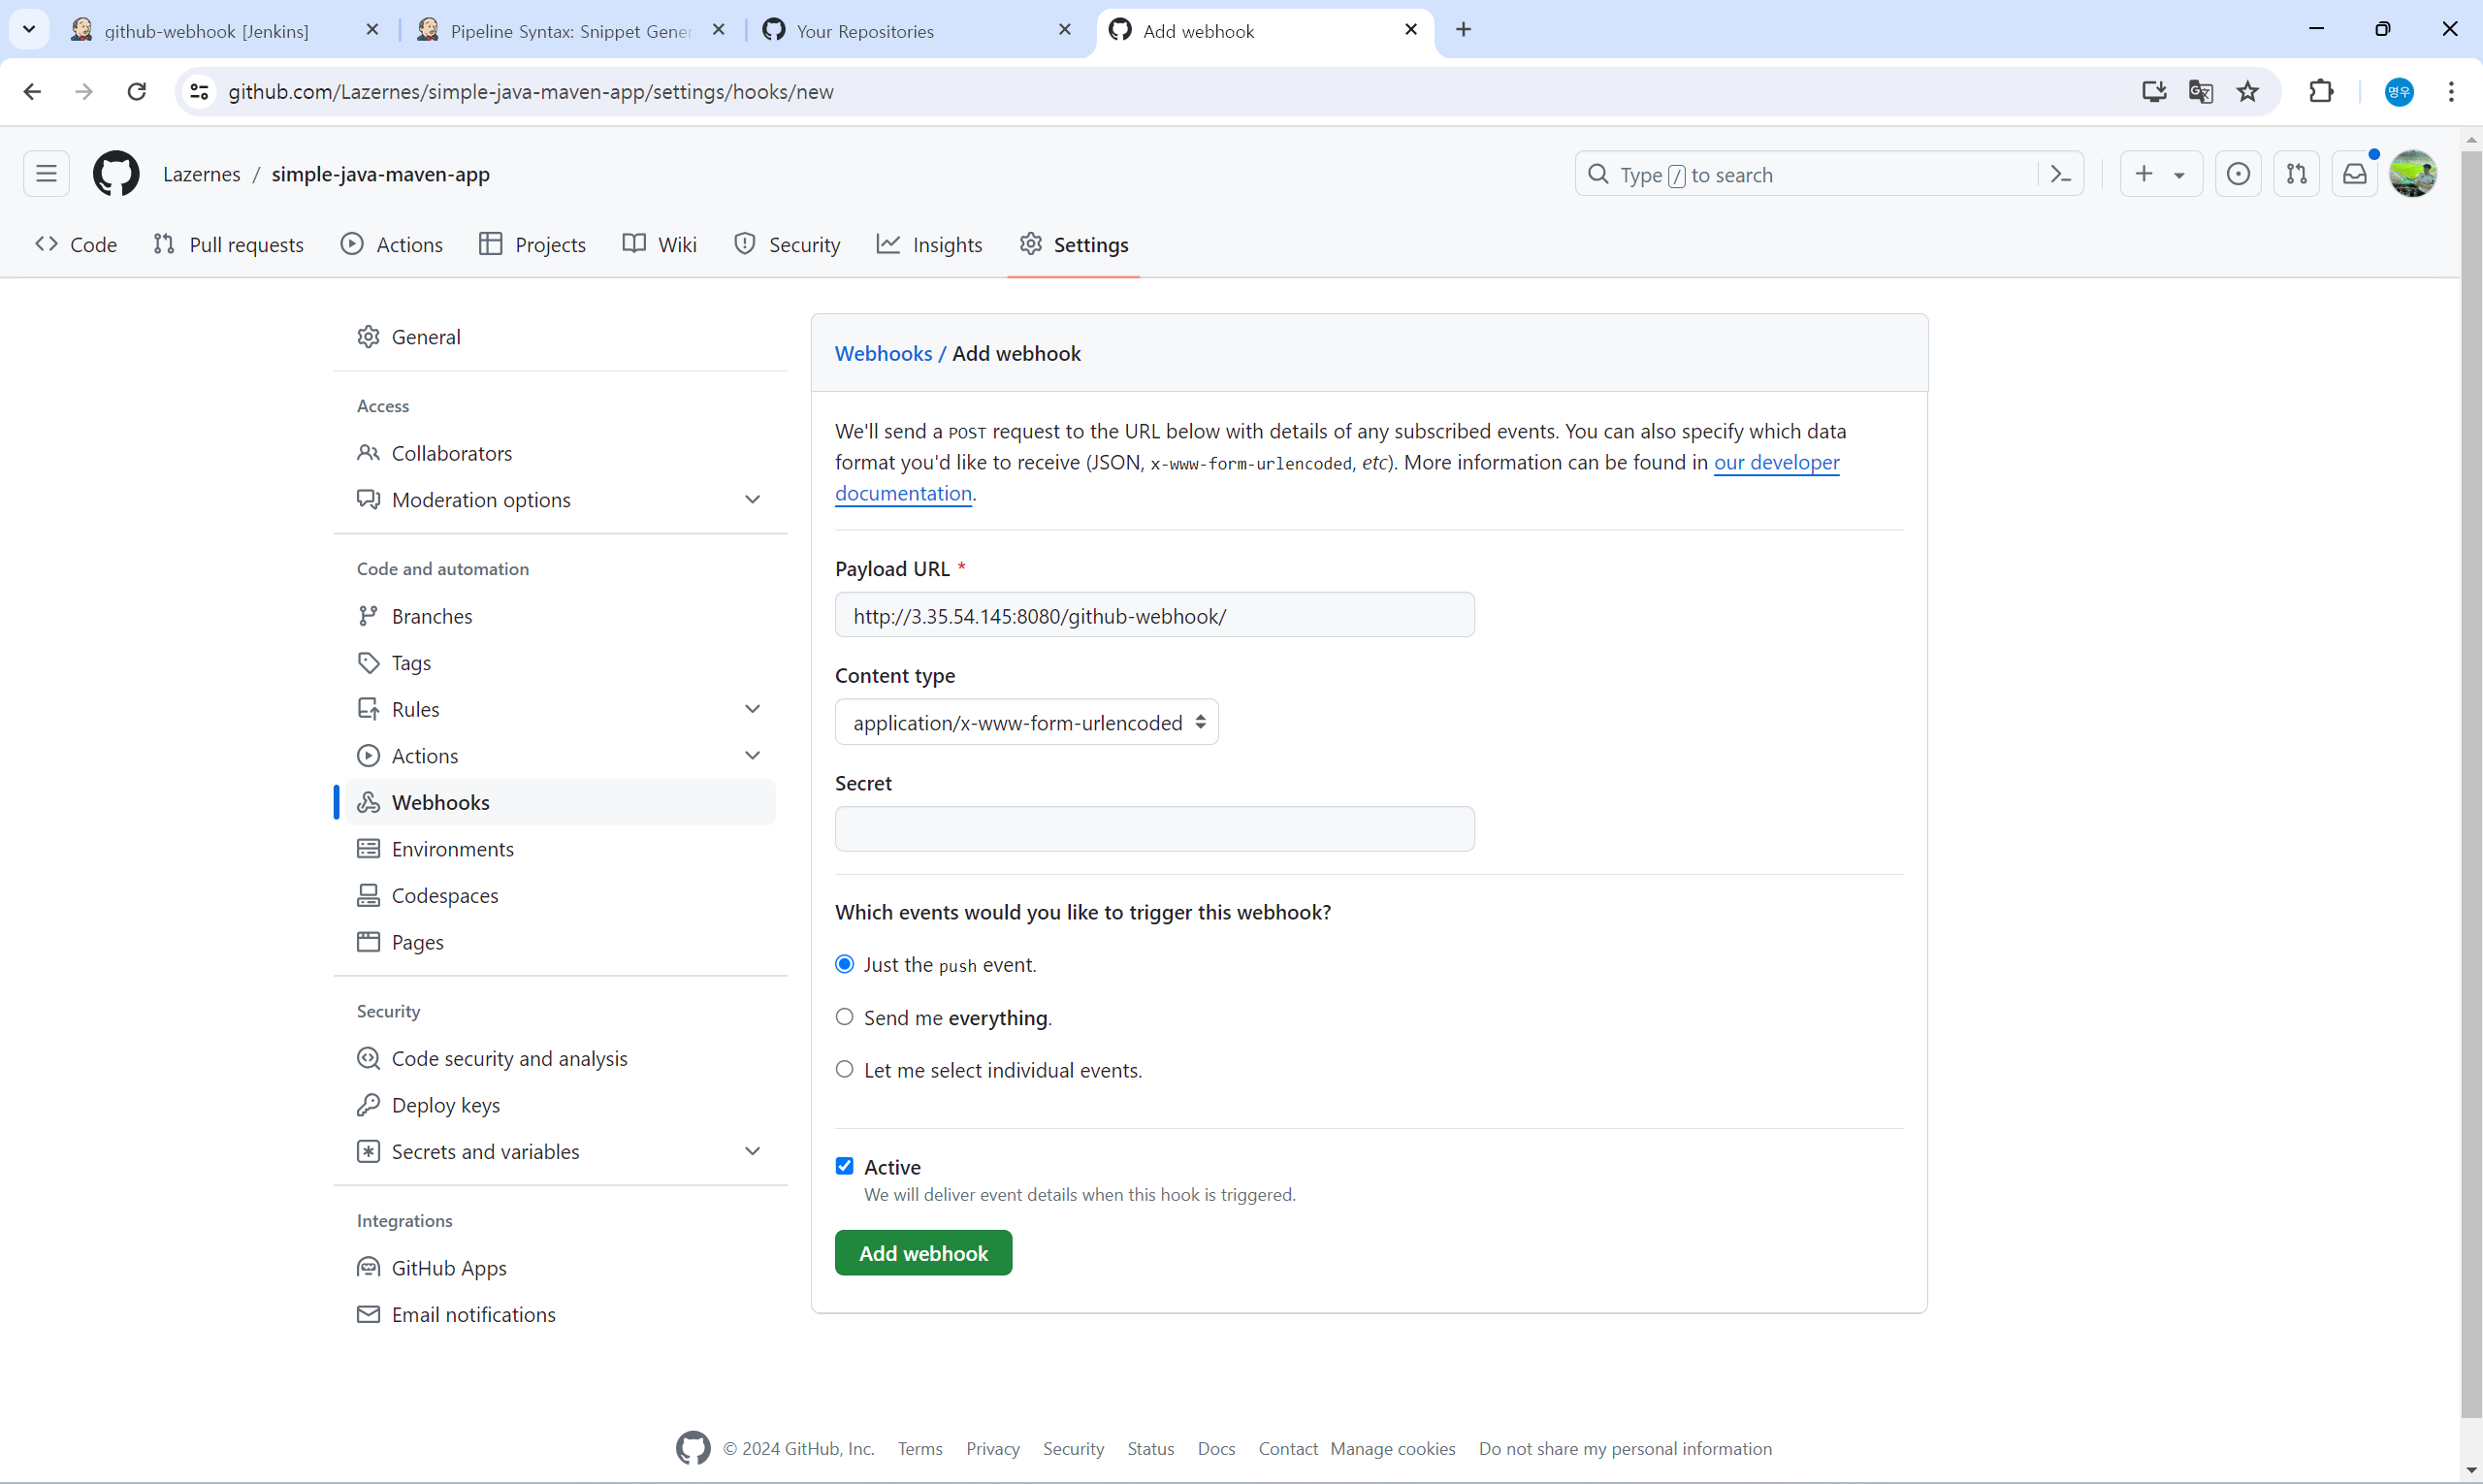 github-webhook [Jenkins]
Pipeline Syntax: Snippet Gener
Your Repositories
Add webhook
github.com/Lazernes/simple-java-maven-app/settings/hooks/new
명우
Lazernes / simple-java-maven-app
Type / to search
Code
Pull requests
Actions
Projects
Wiki
Security
Insights
Settings
General
Access
Collaborators
Moderation options
Code and automation
Branches
Tags
Rules
Actions
Webhooks
Environments
Codespaces
Pages
Security
Code security and analysis
Deploy keys
Secrets and variables
Integrations
GitHub Apps
Email notifications
Webhooks / Add webhook
We'll send a POST request to the URL below with details of any subscribed events. You can also specify which data
format you'd like to receive (JSON, x-www-form-urlencoded, etc). More information can be found in our developer
documentation.
Payload URL *
http://3.35.54.145:8080/github-webhook/
Content type
application/x-www-form-urlencoded
Secret
Which events would you like to trigger this webhook?
Just the push event.
Send me everything.
Let me select individual events.
Active
We will deliver event details when this hook is triggered.
Add webhook
© 2024 GitHub, Inc. Terms Privacy Security Status Docs Contact Manage cookies Do not share my personal information